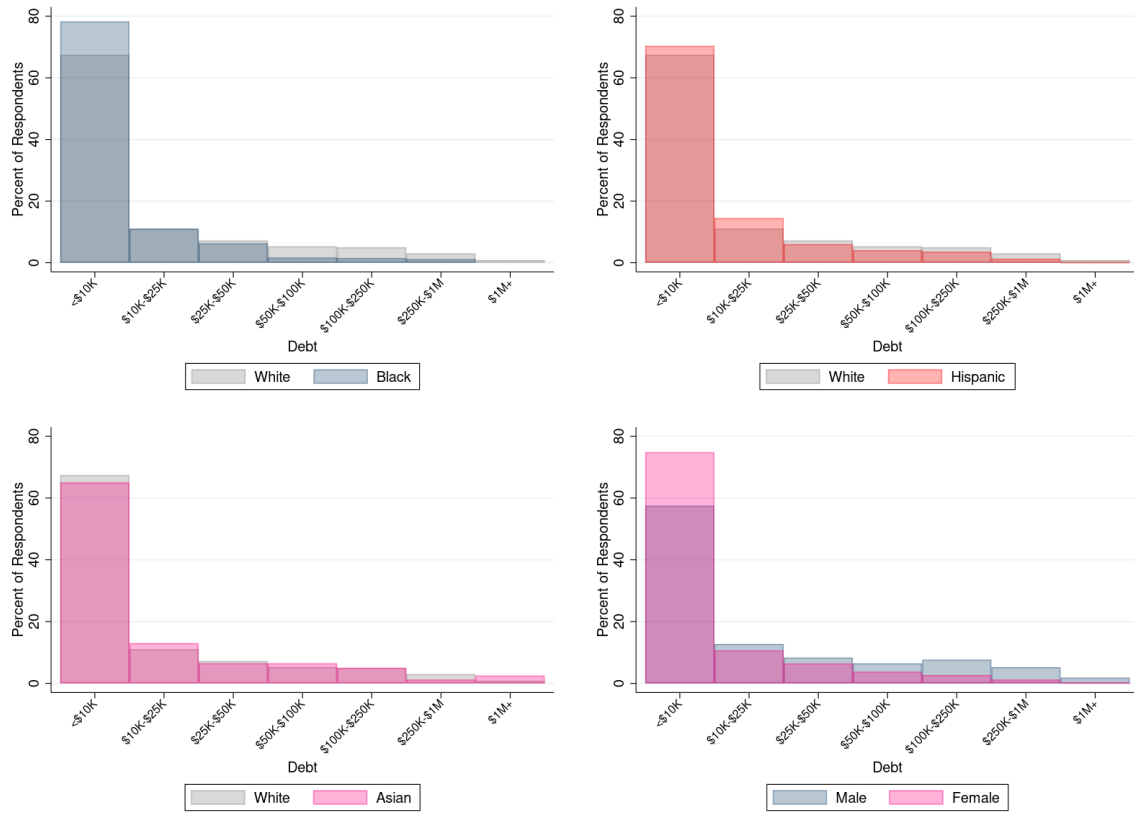 Percent of Respondents
80
60
40
20
0
<$10K
$10K-$25K
$25K-$50K
$50K-$100K
$100K-$250K
$250K-$1M
$1M+
Debt
White Black
Percent of Respondents
80
60
40
20
0
<$10K
$10K-$25K
$25K-$50K
$50K-$100K
$100K-$250K
$250K-$1M
$1M+
Debt
White Hispanic
Percent of Respondents
80
60
40
20
0
<$10K
$10K-$25K
$25K-$50K
$50K-$100K
$100K-$250K
$250K-$1M
$1M+
Debt
White Asian
Percent of Respondents
80
60
40
20
0
<$10K
$10K-$25K
$25K-$50K
$50K-$100K
$100K-$250K
$250K-$1M
$1M+
Debt
Male Female